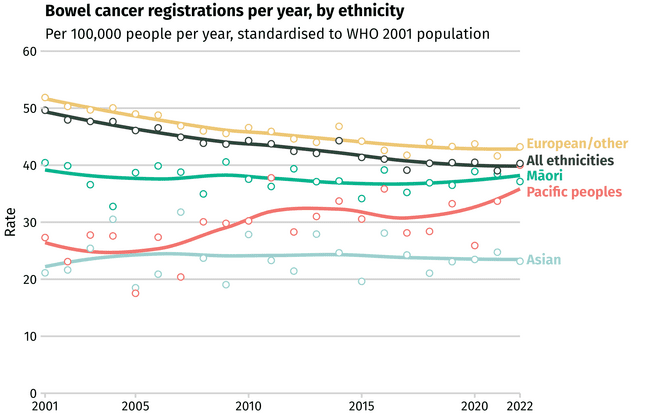 Bowel cancer registrations per year, by ethnicity
Per 100,000 people per year, standardised to WHO 2001 population
60
50
40
30
20
10
0
Rate
European/other
All ethnicities
Māori
Pacific peoples
Asian
2001
2005
2010
2015
2020
2022